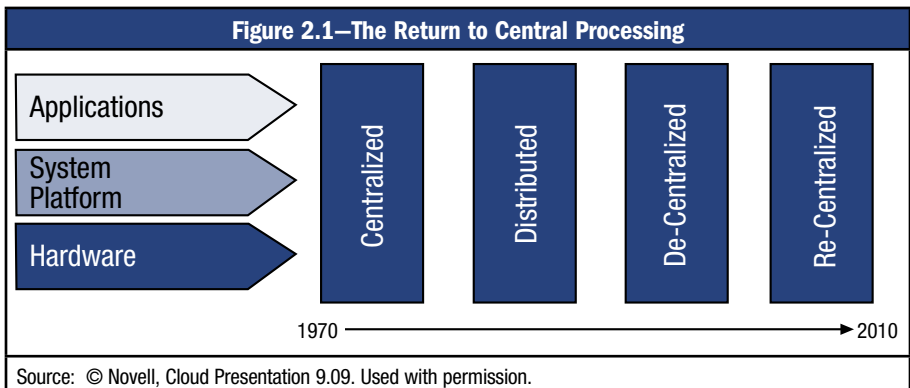 Figure 2.1—The Return to Central Processing
Applications
System
Platform
Hardware
Centralized
Distributed
De-Centralized
Re-Centralized
1970
2010
Source: © Novell, Cloud Presentation 9.09. Used with permission.